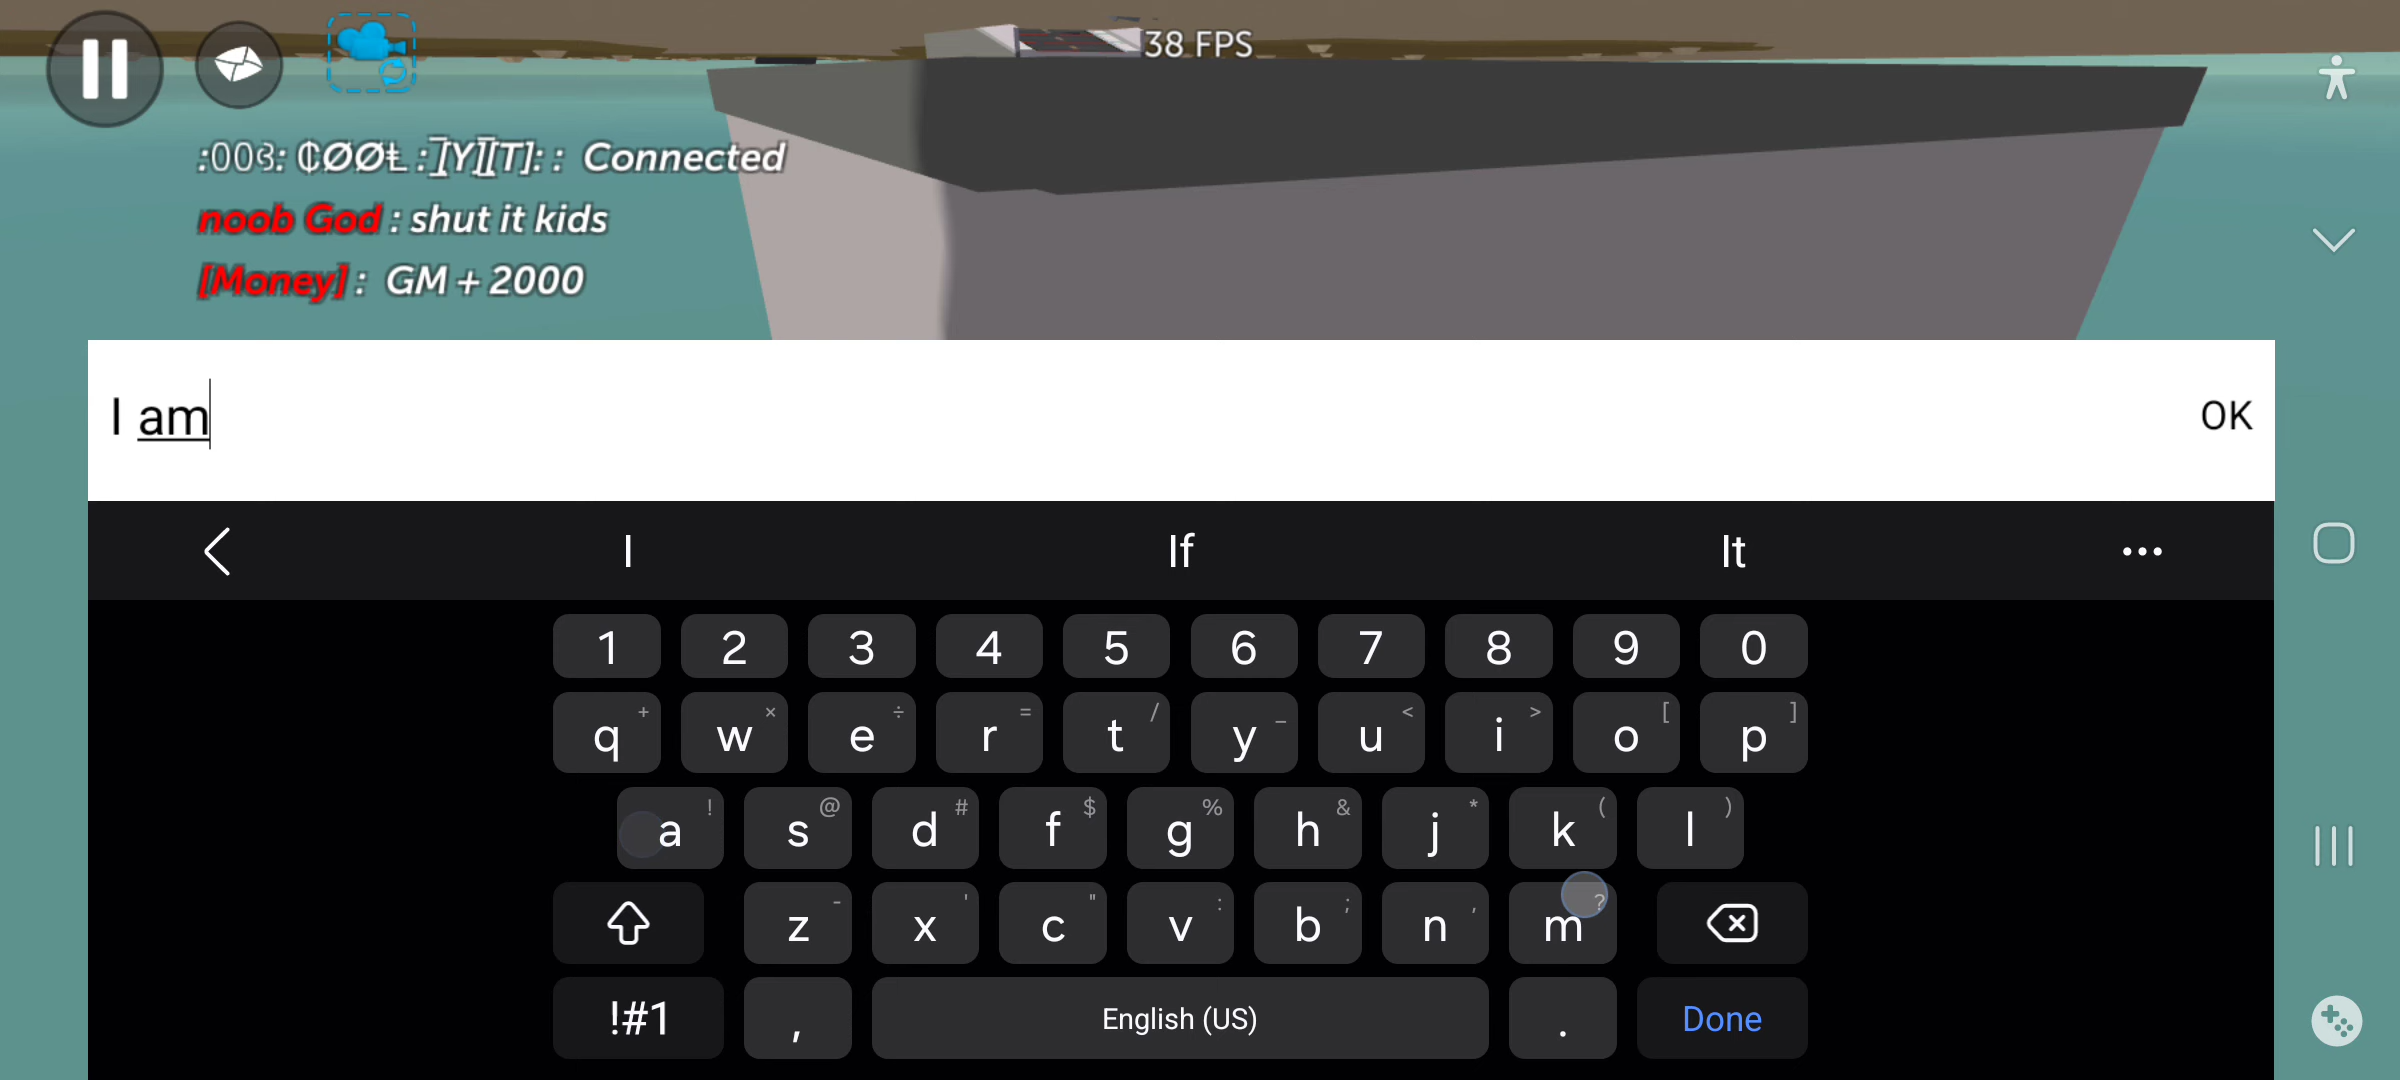 38 FPS
:00:  ₵ØØⱠ :]Y[[T]: : Connected
noob God : shut it kids
[Money] : GM + 2000
I am
OK
I If It ...
1 2 3 4 5 6 7 8 9 0
+ × ÷ = / _ < > [ ]
q w e r t y u i o p
! @ # $ % & * ( )
a s d f g h j k l
- ' " : ; , ?
z x c v b n m
!#1 , English (US) . Done